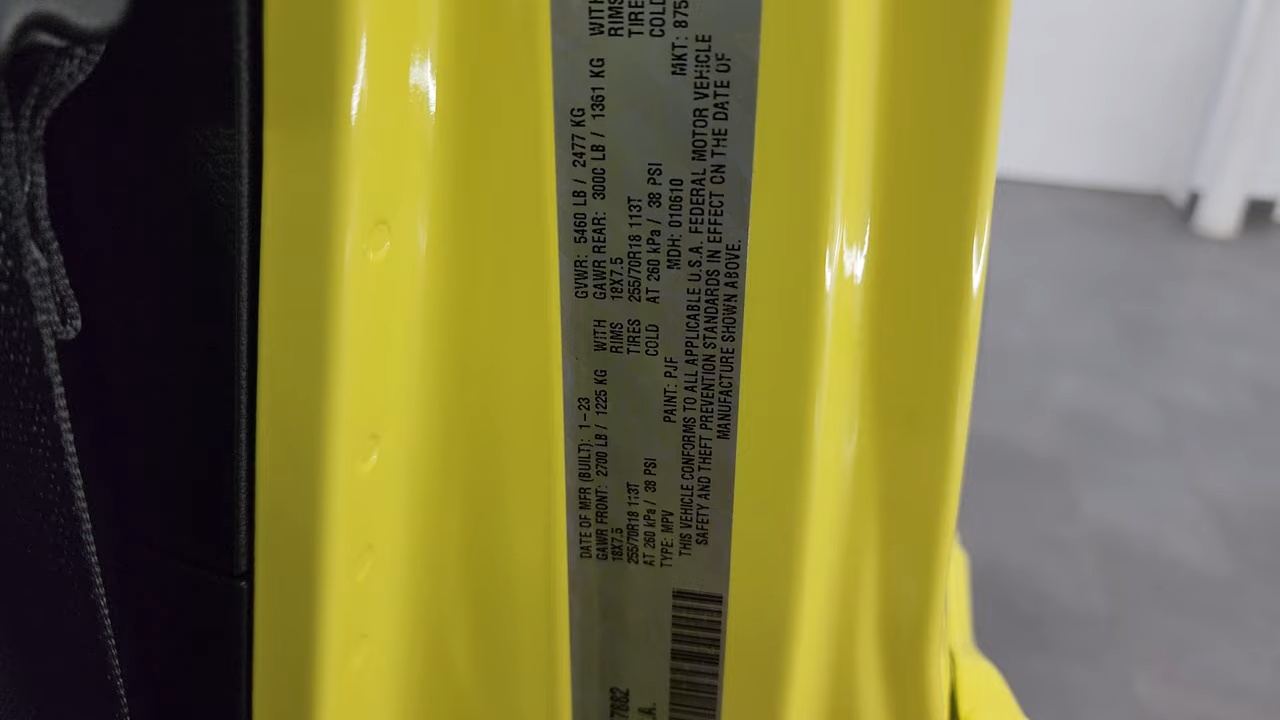 7882
.A.
DATE OF MFR (BUILT): 1-23 GVWR: 5460 LB / 2477 KG
GAWR FRONT: 2700 LB / 1225 KG WITH GAWR REAR: 300C LB / 1361 KG WITH
18X7.5 RIMS 18X7.5 RIMS
255/70R18 113T TIRES 255/70R18 113T TIRE
AT 260 kPa / 38 PSI COLD AT 260 kPa / 38 PSI COLD
TYPE: MPV PAINT: PJF MDH: 010610 MKT: 875
THIS VEHICLE CONFORMS TO ALL APPLICABLE U.S.A. FEDERAL MOTOR VEHICLE
SAFETY AND THEFT PREVENTION STANDARDS IN EFFECT ON THE DATE OF
MANUFACTURE SHOWN ABOVE.